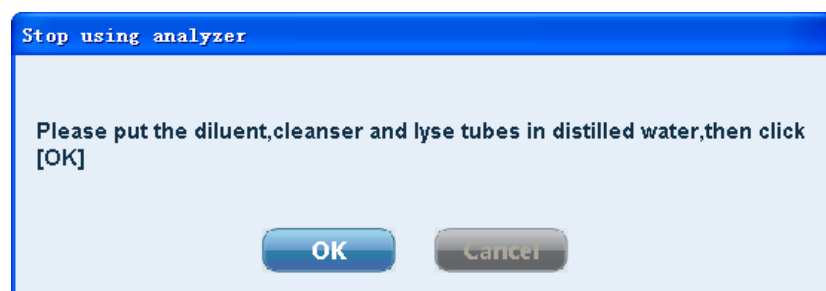 Stop using analyzer
Please put the diluent,cleanser and lyse tubes in distilled water,then click
[OK]
OK
Cancel